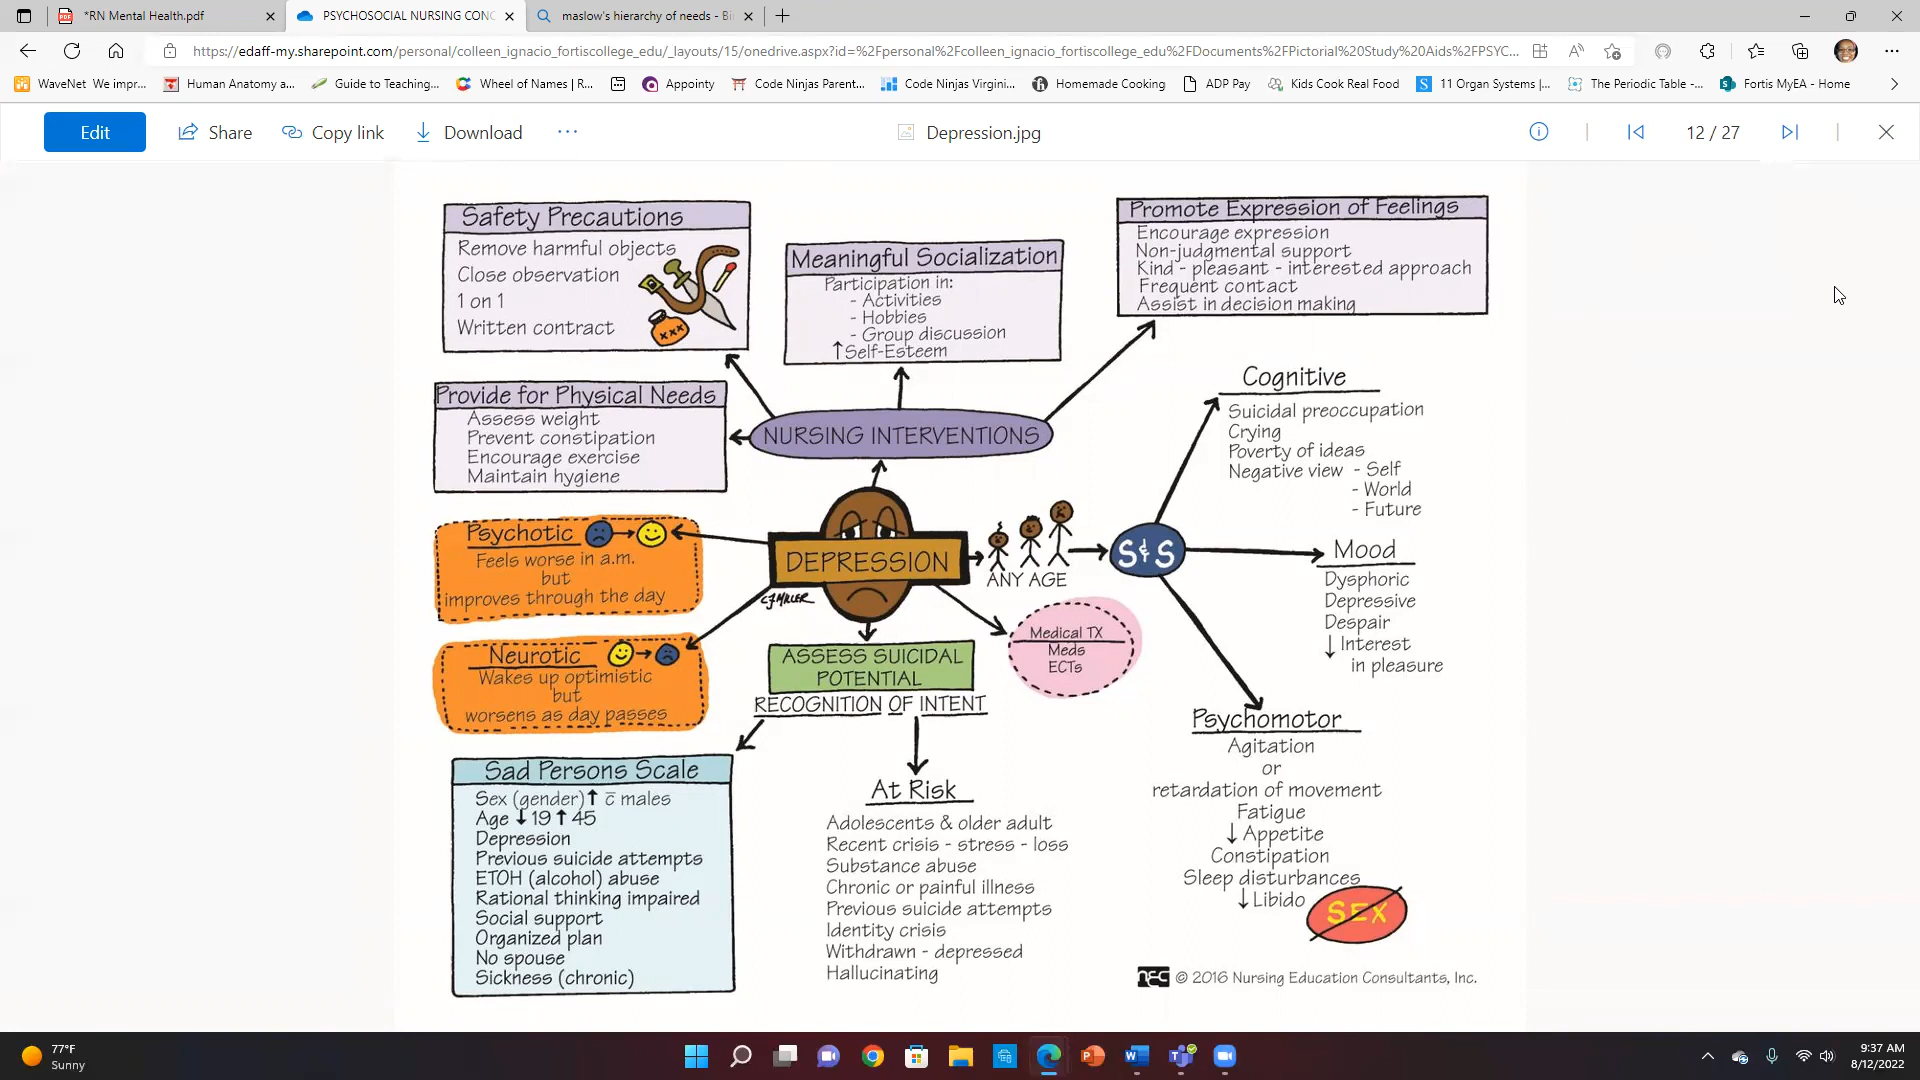 *RN Mental Health.pdf
PSYCHOSOCIAL NURSING CONC
maslow's hierarchy of needs - Bi
https://edaff-my.sharepoint.com/personal/colleen_ignacio_fortiscollege_edu/_layouts/15/onedrive.aspx?id=%2Fpersonal%2Fcolleen_ignacio_fortiscollege_edu%2FDocuments%2FPictorial%20Study%20Aids%2FPSYC...
WaveNet We impr...
Human Anatomy a...
Guide to Teaching...
Wheel of Names | R...
Appointy
Code Ninjas Parent...
Code Ninjas Virgini...
Homemade Cooking
ADP Pay
Kids Cook Real Food
11 Organ Systems |...
The Periodic Table -...
Fortis MyEA - Home
Edit
Share
Copy link
Download
Depression.jpg
12 / 27
Safety Precautions
Remove harmful objects
Close observation
1 on 1
Written contract
XXX
Meaningful Socialization
Participation in:
- Activities
- Hobbies
- Group discussion
↑Self-Esteem
Promote Expression of Feelings
Encourage expression
Non-judgmental support
Kind - pleasant - interested approach
Frequent contact
Assist in decision making
Provide for Physical Needs
Assess weight
Prevent constipation
Encourage exercise
Maintain hygiene
NURSING INTERVENTIONS
Cognitive
Suicidal preoccupation
Crying
Poverty of ideas
Negative view - Self
- World
- Future
Psychotic
Feels worse in a.m.
but
improves through the day
DEPRESSION
CJMILLER
ANY AGE
S&S
Mood
Dysphoric
Depressive
Despair
↓ Interest
in pleasure
Neurotic
Wakes up optimistic
but
worsens as day passes
ASSESS SUICIDAL
POTENTIAL
RECOGNITION OF INTENT
Medical TX
Meds
ECTs
Psychomotor
Agitation
or
retardation of movement
Fatigue
↓ Appetite
Constipation
Sleep disturbances
↓Libido
SEX
Sad Persons Scale
Sex (gender)↑ c̄ males
Age ↓19 ↑ 45
Depression
Previous suicide attempts
ETOH (alcohol) abuse
Rational thinking impaired
Social support
Organized plan
No spouse
Sickness (chronic)
At Risk
Adolescents & older adult
Recent crisis - stress - loss
Substance abuse
Chronic or painful illness
Previous suicide attempts
Identity crisis
Withdrawn - depressed
Hallucinating
nec © 2016 Nursing Education Consultants, Inc.
77°F
Sunny
9:37 AM
8/12/2022